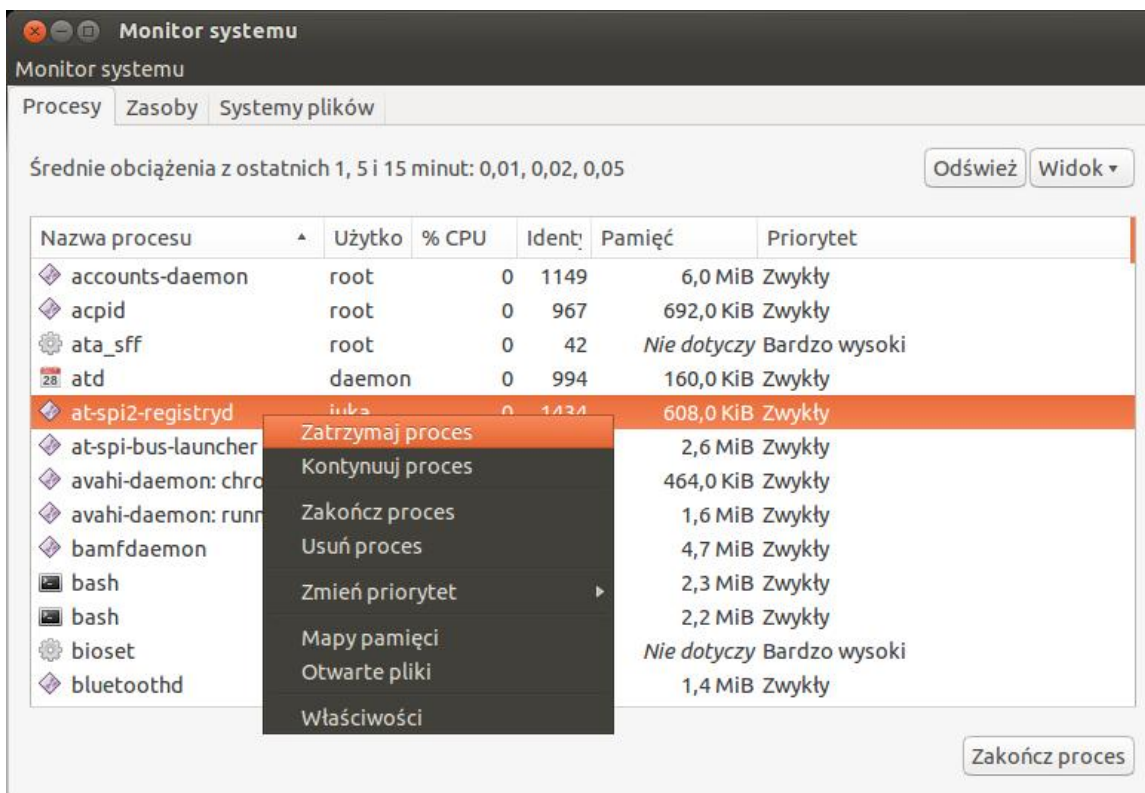 Monitor systemu
Monitor systemu
Procesy Zasoby Systemy plików
Średnie obciążenia z ostatnich 1, 5 i 15 minut: 0,01, 0,02, 0,05 Odśwież Widok
Nazwa procesu Użytko % CPU Identy Pamięć Priorytet
accounts-daemon root 0 1149 6,0 MiB Zwykły
acpid root 0 967 692,0 KiB Zwykły
ata_sff root 0 42 Nie dotyczy Bardzo wysoki
28 atd daemon 0 994 160,0 KiB Zwykły
at-spi2-registryd juka 0 1434 608,0 KiB Zwykły
at-spi-bus-launcher 2,6 MiB Zwykły
avahi-daemon: chro 464,0 KiB Zwykły
avahi-daemon: runr 1,6 MiB Zwykły
bamfdaemon 4,7 MiB Zwykły
bash 2,3 MiB Zwykły
bash 2,2 MiB Zwykły
bioset Nie dotyczy Bardzo wysoki
bluetoothd 1,4 MiB Zwykły
Zatrzymaj proces
Kontynuuj proces
Zakończ proces
Usuń proces
Zmień priorytet
Mapy pamięci
Otwarte pliki
Właściwości
Zakończ proces